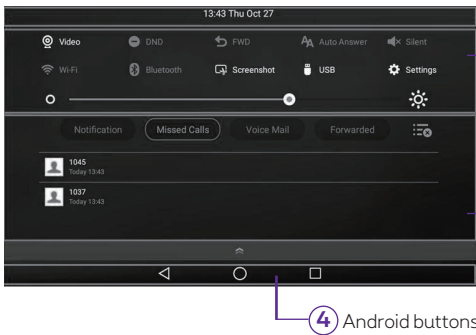 13:43 Thu Oct 27
Video DND FWD Auto Answer Silent
Wi-Fi Bluetooth Screenshot USB Settings
Notification Missed Calls Voice Mail Forwarded
1045
Today 13:43
1037
Today 13:43
4 Android buttons